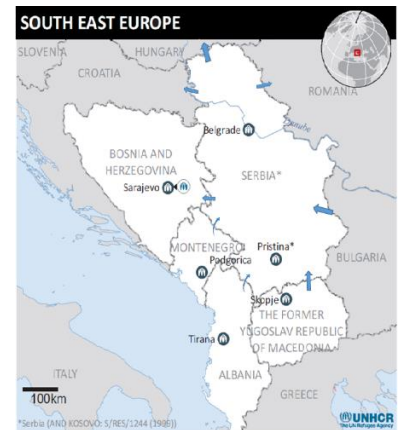 SOUTH EAST EUROPE
SLOVENIA
HUNGARY
CROATIA
ROMANIA
Danube
Belgrade
BOSNIA AND
HERZEGOVINA
SERBIA*
Sarajevo
MONTENEGRO
Pristina*
Podgorica
BULGARIA
Skopje
THE FORMER
YUGOSLAV REPUBLIC
OF MACEDONIA
Tirana
ITALY
ALBANIA
100km
GREECE
UNHCR
The UN Refugee Agency
*Serbia (AND KOSOVO: S/RES/1244 (1999))